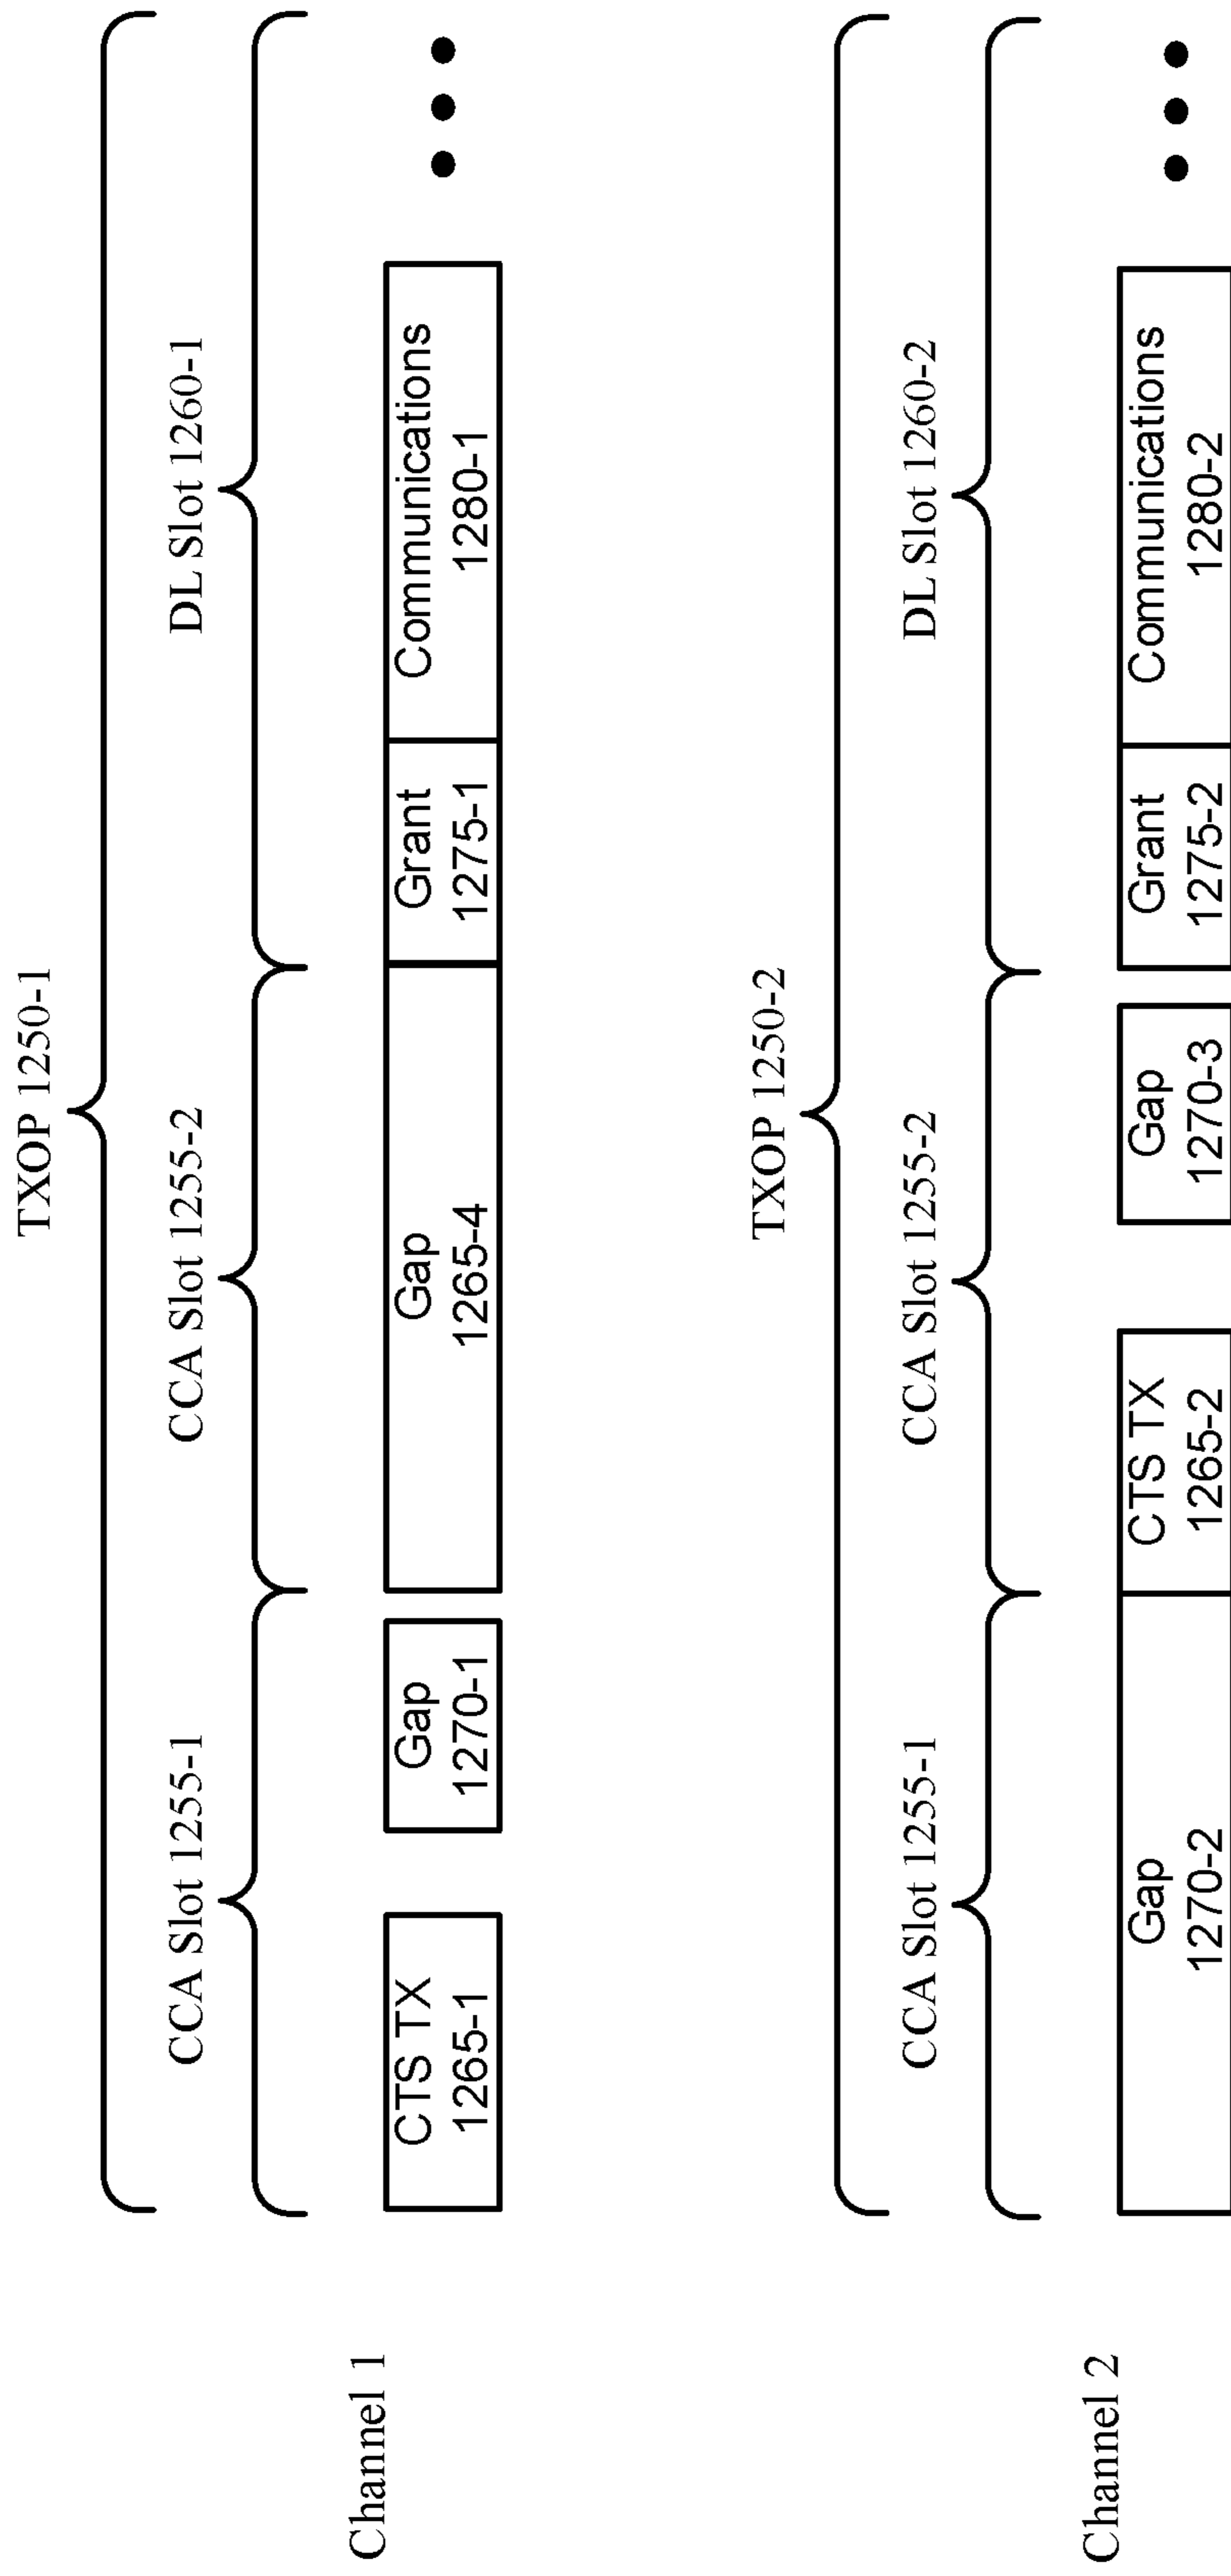 TXOP 1250-1
CCA Slot 1255-1
CCA Slot 1255-2
DL Slot 1260-1
Channel 1
CTS TX
1265-1
Gap
1270-1
Gap
1265-4
Grant
1275-1
Communications
1280-1
TXOP 1250-2
CCA Slot 1255-1
CCA Slot 1255-2
DL Slot 1260-2
Channel 2
Gap
1270-2
CTS TX
1265-2
Gap
1270-3
Grant
1275-2
Communications
1280-2